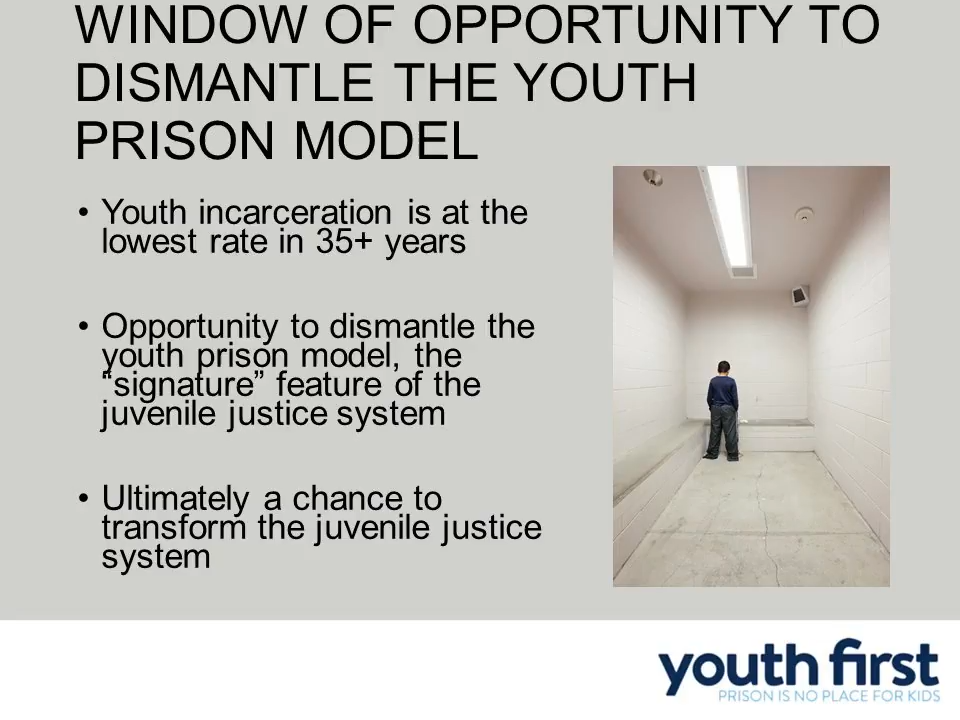 WINDOW OF OPPORTUNITY TO
DISMANTLE THE YOUTH
PRISON MODEL
• Youth incarceration is at the
lowest rate in 35+ years
• Opportunity to dismantle the
youth prison model, the
“signature” feature of the
juvenile justice system
• Ultimately a chance to
transform the juvenile justice
system
youth first
PRISON IS NO PLACE FOR KIDS